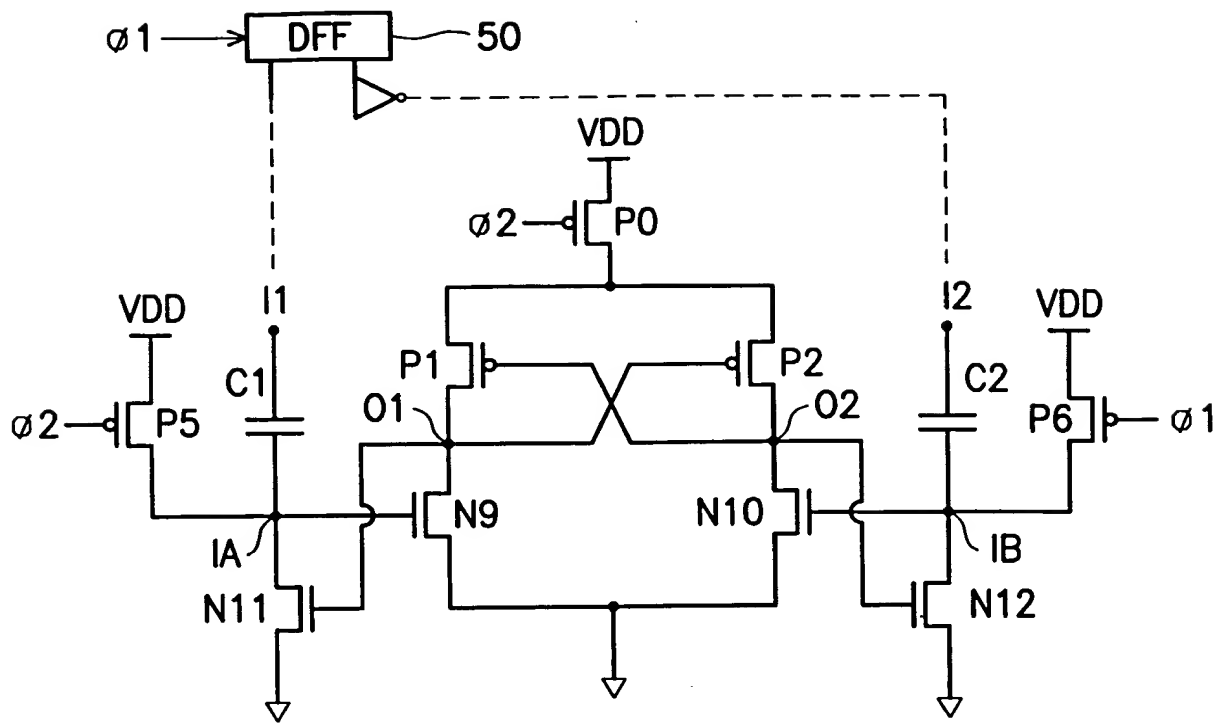 ø1
DFF
50
VDD
ø2
P0
I1
I2
VDD
VDD
P1
P2
C1
C2
ø2
P5
O1
O2
P6
ø1
N9
N10
IA
IB
N11
N12